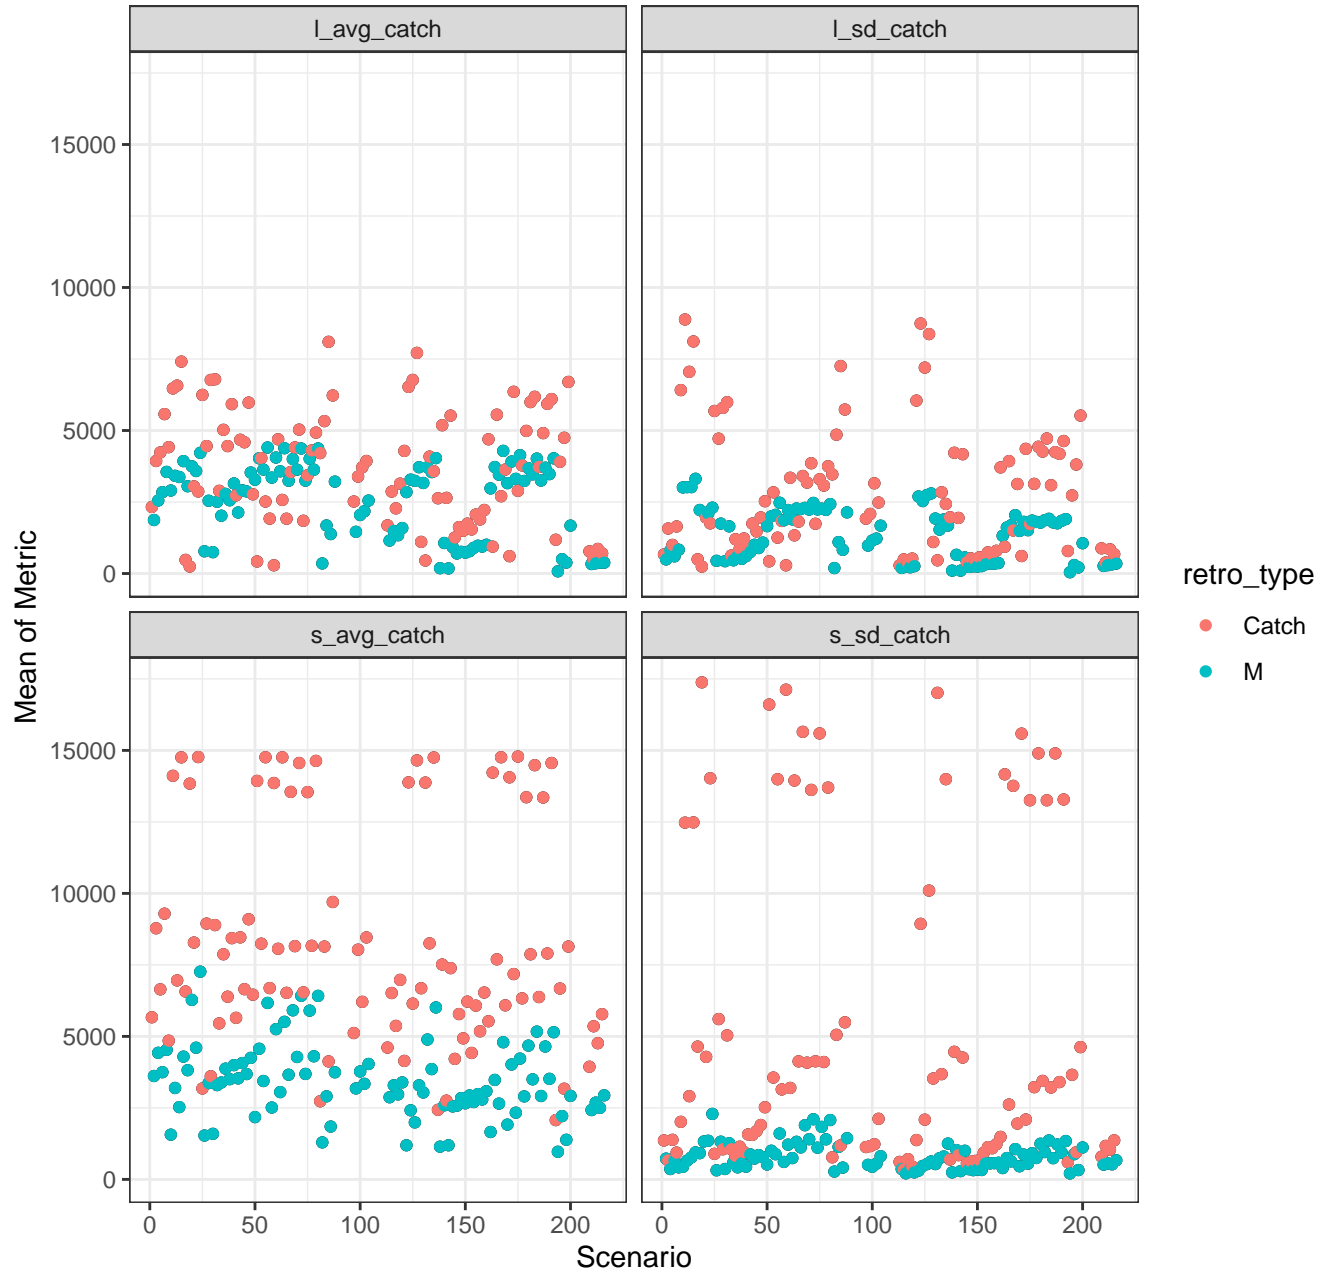 l_avg_catch
l_sd_catch
15000
10000
5000
0
s_avg_catch
s_sd_catch
15000
10000
5000
0
0 50 100 150 200
0 50 100 150 200
Scenario
Mean of Metric
retro_type
Catch
M